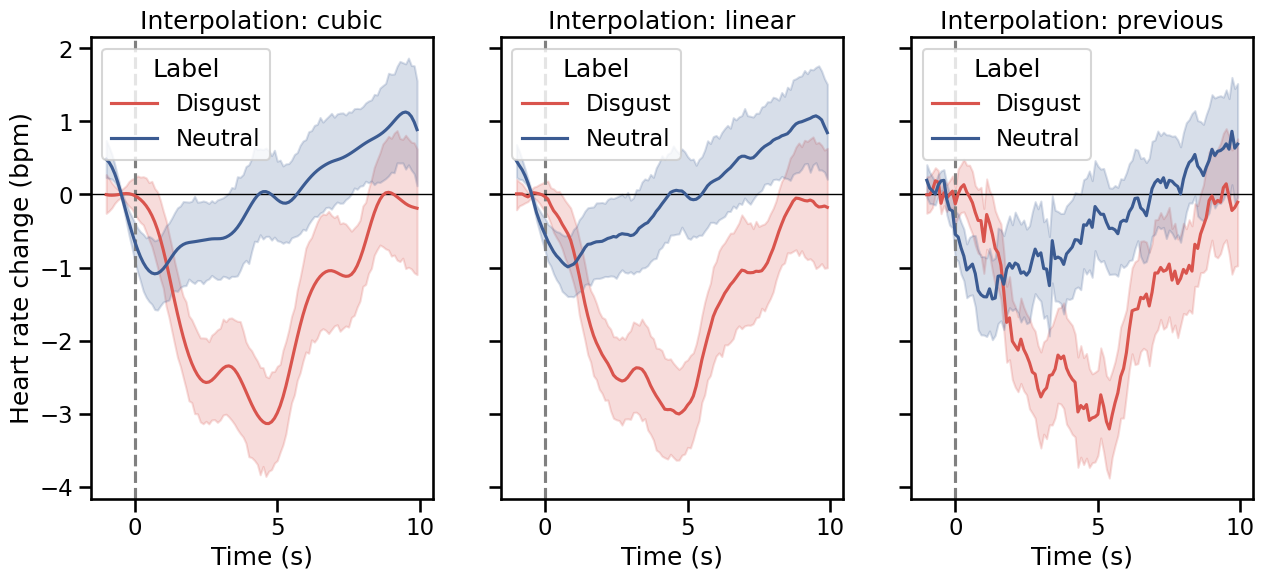 Interpolation: cubic
Interpolation: linear
Interpolation: previous
Heart rate change (bpm)
2
1
0
−1
−2
−3
−4
Label
Disgust
Neutral
0
5
10
Time (s)
Label
Disgust
Neutral
0
5
10
Time (s)
Label
Disgust
Neutral
0
5
10
Time (s)